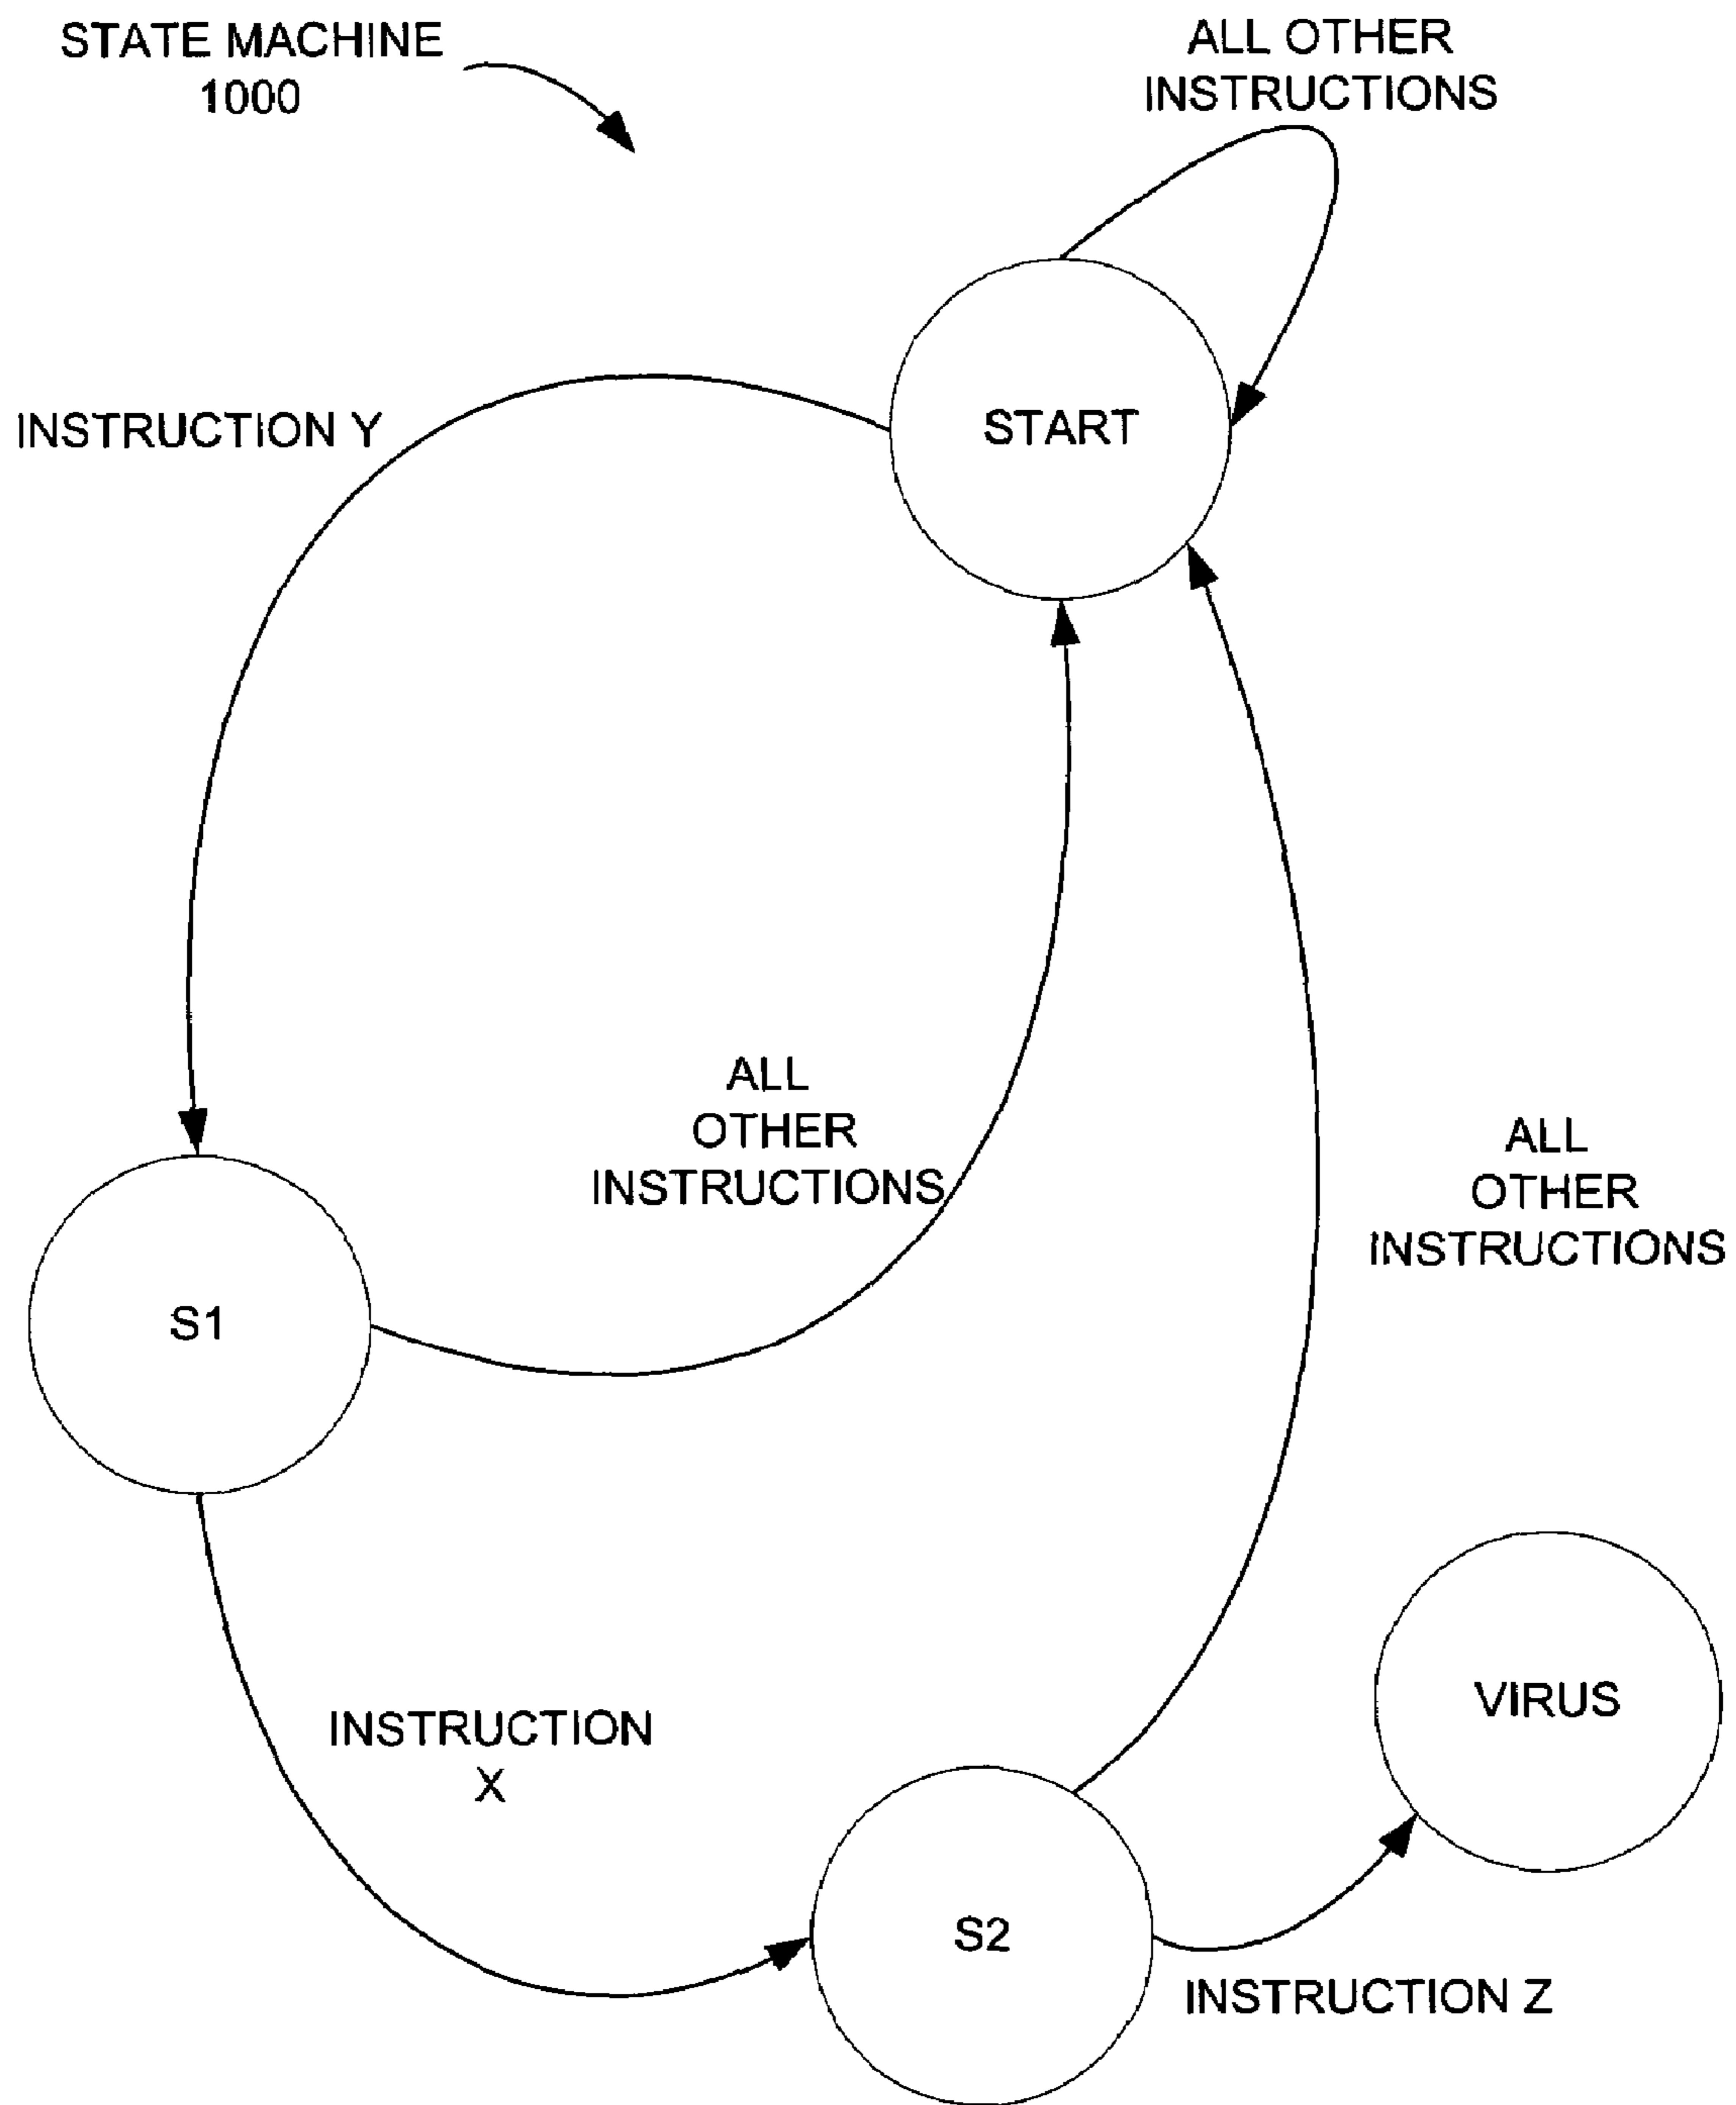 STATE MACHINE
1000
ALL OTHER
INSTRUCTIONS
START
INSTRUCTION Y
ALL
OTHER
INSTRUCTIONS
ALL
OTHER
INSTRUCTIONS
S1
INSTRUCTION
X
VIRUS
S2
INSTRUCTION Z